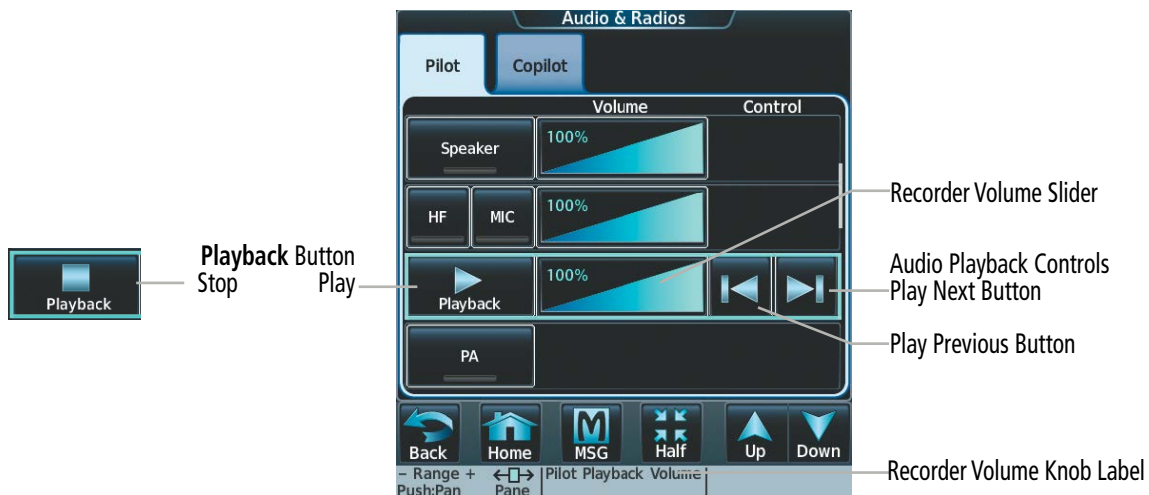 Audio & Radios
Pilot
Copilot
Volume
Control
Speaker
100%
HF
MIC
100%
Playback
100%
PA
Back
Home
MSG
Half
Up
Down
– Range +
Push:Pan
Pane
Pilot Playback Volume
Playback
Playback Button
Stop
Play
Recorder Volume Slider
Audio Playback Controls
Play Next Button
Play Previous Button
Recorder Volume Knob Label